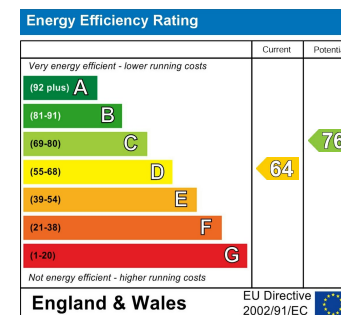 Energy Efficiency Rating
Current
Very energy efficient - lower running costs
(92 plus) A
(81-91) B
(69-80) C
76
(55-68) D
64
(39-54) E
(21-38) F
(1-20) G
Not energy efficient - higher running costs
England & Wales
EU Directive
2002/91/EC